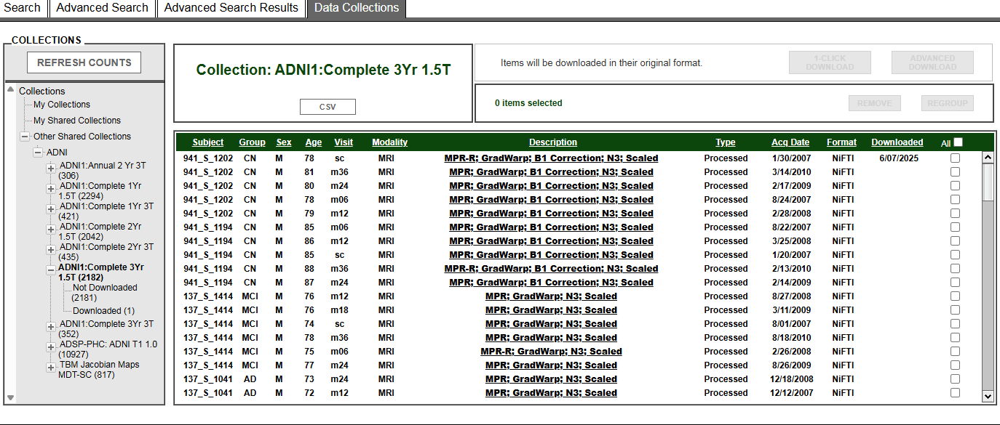 Search Advanced Search Advanced Search Results Data Collections
COLLECTIONS
REFRESH COUNTS
Collections
My Collections
My Shared Collections
Other Shared Collections
ADNI
ADNI1:Annual 2 Yr 3T
(306)
ADNI1:Complete 1Yr
1.5T (2294)
ADNI1:Complete 1Yr 3T
(421)
ADNI1:Complete 2Yr
1.5T (2042)
ADNI1:Complete 2Yr 3T
(435)
ADNI1:Complete 3Yr
1.5T (2182)
Not Downloaded
(2181)
Downloaded (1)
ADNI1:Complete 3Yr 3T
(352)
ADSP-PHC: ADNI T1 1.0
(10927)
TBM Jacobian Maps
MDT-SC (817)
Collection: ADNI1:Complete 3Yr 1.5T
CSV
Items will be downloaded in their original format.
1-CLICK
DOWNLOAD
ADVANCED
DOWNLOAD
0 items selected
REMOVE
REGROUP
Subject Group Sex Age Visit Modality Description Type Acq Date Format Downloaded All
941_S_1202 CN M 78 sc MRI MPR-R; GradWarp; B1 Correction; N3; Scaled Processed 1/30/2007 NiFTI 6/07/2025
941_S_1202 CN M 81 m36 MRI MPR; GradWarp; B1 Correction; N3; Scaled Processed 3/14/2010 NiFTI
941_S_1202 CN M 80 m24 MRI MPR; GradWarp; B1 Correction; N3; Scaled Processed 2/17/2009 NiFTI
941_S_1202 CN M 78 m06 MRI MPR; GradWarp; B1 Correction; N3; Scaled Processed 8/24/2007 NiFTI
941_S_1202 CN M 79 m12 MRI MPR; GradWarp; B1 Correction; N3; Scaled Processed 2/28/2008 NiFTI
941_S_1194 CN M 85 m06 MRI MPR; GradWarp; B1 Correction; N3; Scaled Processed 8/22/2007 NiFTI
941_S_1194 CN M 86 m12 MRI MPR; GradWarp; B1 Correction; N3; Scaled Processed 3/25/2008 NiFTI
941_S_1194 CN M 85 sc MRI MPR; GradWarp; B1 Correction; N3; Scaled Processed 1/20/2007 NiFTI
941_S_1194 CN M 88 m36 MRI MPR-R; GradWarp; B1 Correction; N3; Scaled Processed 2/13/2010 NiFTI
941_S_1194 CN M 87 m24 MRI MPR; GradWarp; B1 Correction; N3; Scaled Processed 2/14/2009 NiFTI
137_S_1414 MCI M 76 m12 MRI MPR; GradWarp; N3; Scaled Processed 8/27/2008 NiFTI
137_S_1414 MCI M 76 m18 MRI MPR; GradWarp; N3; Scaled Processed 3/11/2009 NiFTI
137_S_1414 MCI M 74 sc MRI MPR; GradWarp; N3; Scaled Processed 8/01/2007 NiFTI
137_S_1414 MCI M 78 m36 MRI MPR; GradWarp; N3; Scaled Processed 8/18/2010 NiFTI
137_S_1414 MCI M 75 m06 MRI MPR-R; GradWarp; N3; Scaled Processed 2/26/2008 NiFTI
137_S_1414 MCI M 77 m24 MRI MPR; GradWarp; N3; Scaled Processed 8/26/2009 NiFTI
137_S_1041 AD M 73 m24 MRI MPR; GradWarp; N3; Scaled Processed 12/18/2008 NiFTI
137_S_1041 AD M 72 m12 MRI MPR; GradWarp; N3; Scaled Processed 12/12/2007 NiFTI